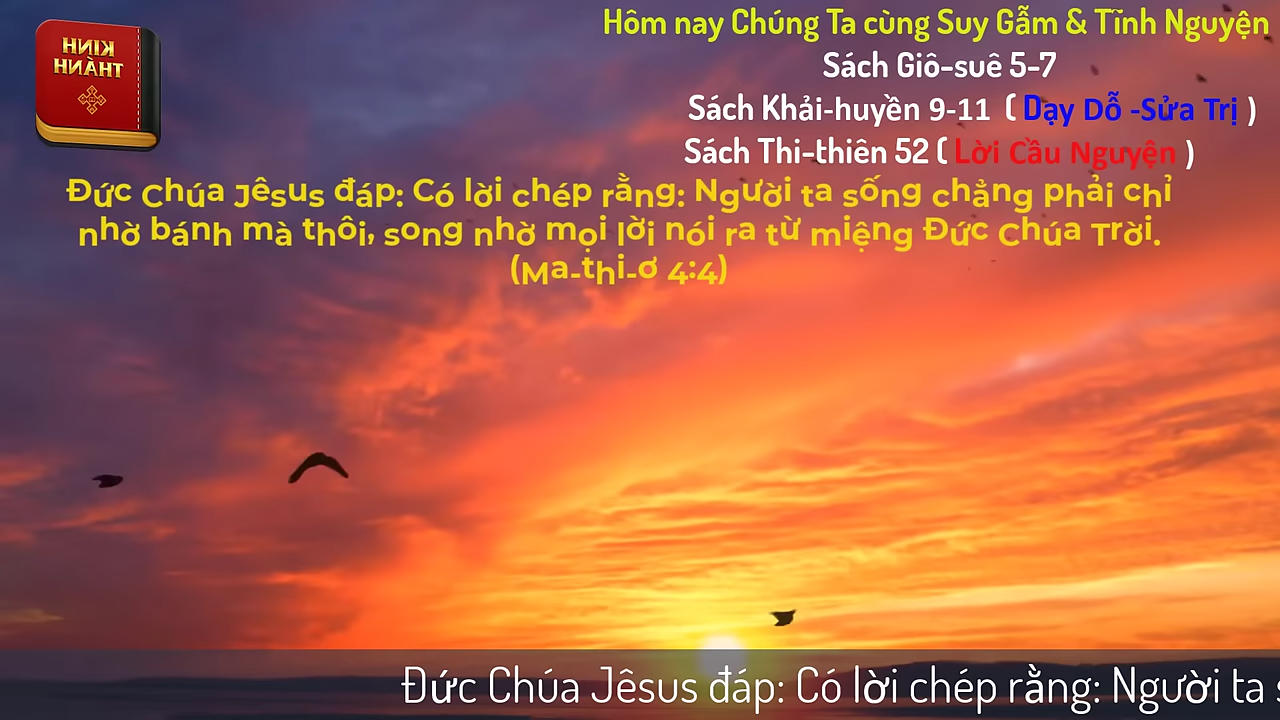 KINH
THÀNH
Hôm nay Chúng Ta cùng Suy Gẫm & Tĩnh Nguyện
Sách Giô-suê 5-7
Sách Khải-huyền 9-11 ( Dạy Dỗ -Sửa Trị )
Sách Thi-thiên 52 ( Lời Cầu Nguyện )
Đức Chúa Jêsus đáp: Có lời chép rằng: Người ta sống chẳng phải chỉ
nhờ bánh mà thôi, song nhờ mọi lời nói ra từ miệng Đức Chúa Trời.
(Ma-thi-ơ 4:4)
Đức Chúa Jêsus đáp: Có lời chép rằng: Người ta